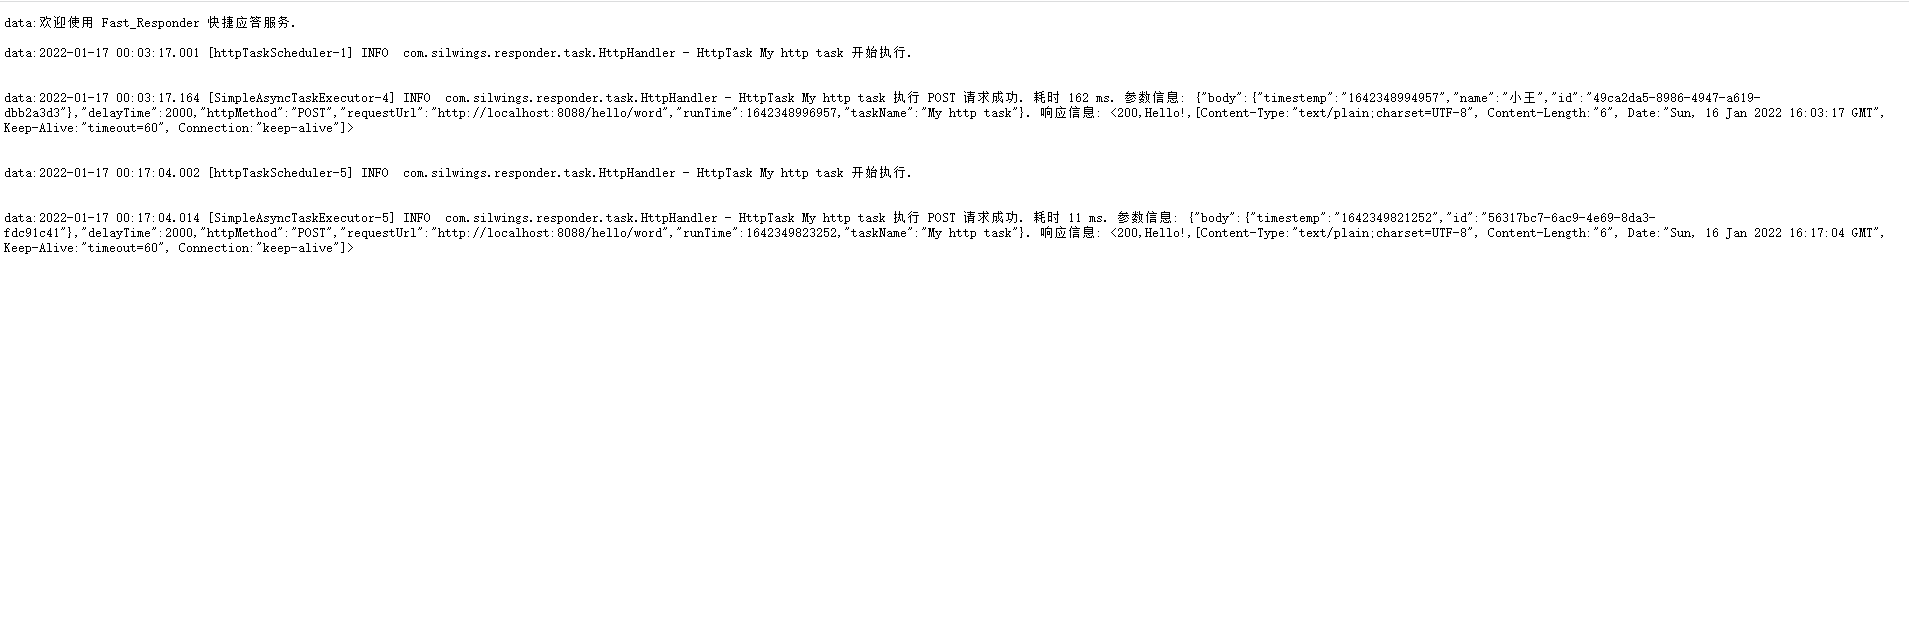 data:欢迎使用 Fast_Responder 快捷应答服务.
data:2022-01-17 00:03:17.001 [httpTaskScheduler-1] INFO  com.silwings.responder.task.HttpHandler - HttpTask My http task 开始执行.
data:2022-01-17 00:03:17.164 [SimpleAsyncTaskExecutor-4] INFO  com.silwings.responder.task.HttpHandler - HttpTask My http task 执行 POST 请求成功. 耗时 162 ms. 参数信息: {"body":{"timestemp":"1642348994957","name":"小王","id":"49ca2da5-8986-4947-a619-
dbb2a3d3"},"delayTime":2000,"httpMethod":"POST","requestUrl":"http://localhost:8088/hello/word","runTime":1642348996957,"taskName":"My http task"}. 响应信息: <200,Hello!,[Content-Type:"text/plain;charset=UTF-8", Content-Length:"6", Date:"Sun, 16 Jan 2022 16:03:17 GMT",
Keep-Alive:"timeout=60", Connection:"keep-alive"]>
data:2022-01-17 00:17:04.002 [httpTaskScheduler-5] INFO  com.silwings.responder.task.HttpHandler - HttpTask My http task 开始执行.
data:2022-01-17 00:17:04.014 [SimpleAsyncTaskExecutor-5] INFO  com.silwings.responder.task.HttpHandler - HttpTask My http task 执行 POST 请求成功. 耗时 11 ms. 参数信息: {"body":{"timestemp":"1642349821252","id":"56317bc7-6ac9-4e69-8da3-
fdc91c41"},"delayTime":2000,"httpMethod":"POST","requestUrl":"http://localhost:8088/hello/word","runTime":1642349823252,"taskName":"My http task"}. 响应信息: <200,Hello!,[Content-Type:"text/plain;charset=UTF-8", Content-Length:"6", Date:"Sun, 16 Jan 2022 16:17:04 GMT",
Keep-Alive:"timeout=60", Connection:"keep-alive"]>